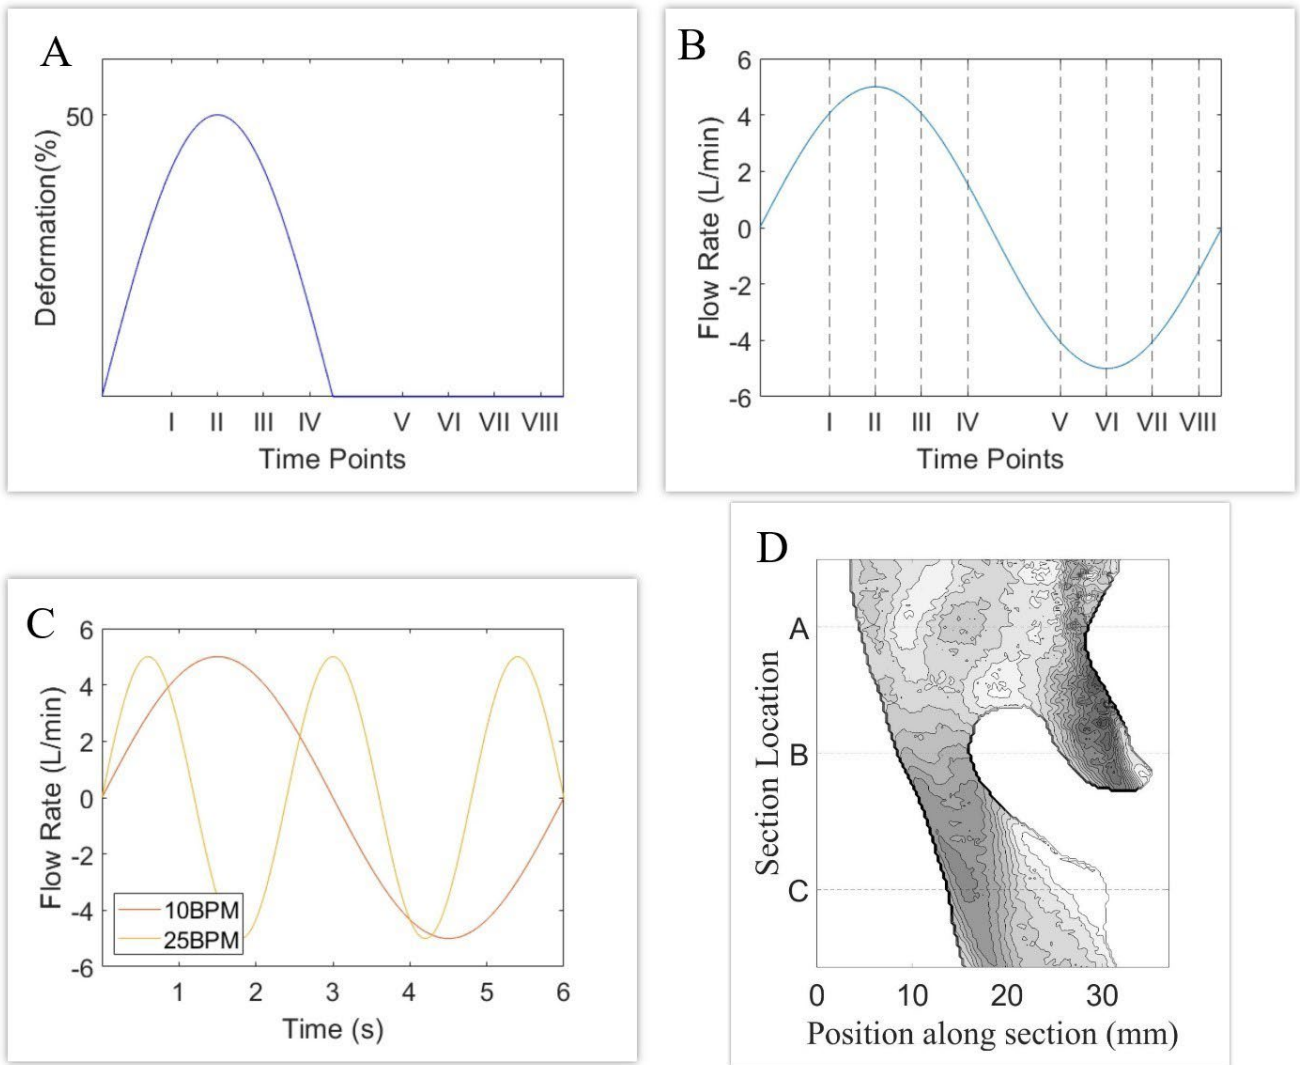 A
50
Deformation(%)
I II III IV V VI VII VIII
Time Points
B
6
4
2
0
-2
-4
-6
Flow Rate (L/min)
I II III IV V VI VII VIII
Time Points
C
6
4
2
0
-2
-4
-6
Flow Rate (L/min)
10BPM
25BPM
1 2 3 4 5 6
Time (s)
D
A
B
C
Section Location
0 10 20 30
Position along section (mm)